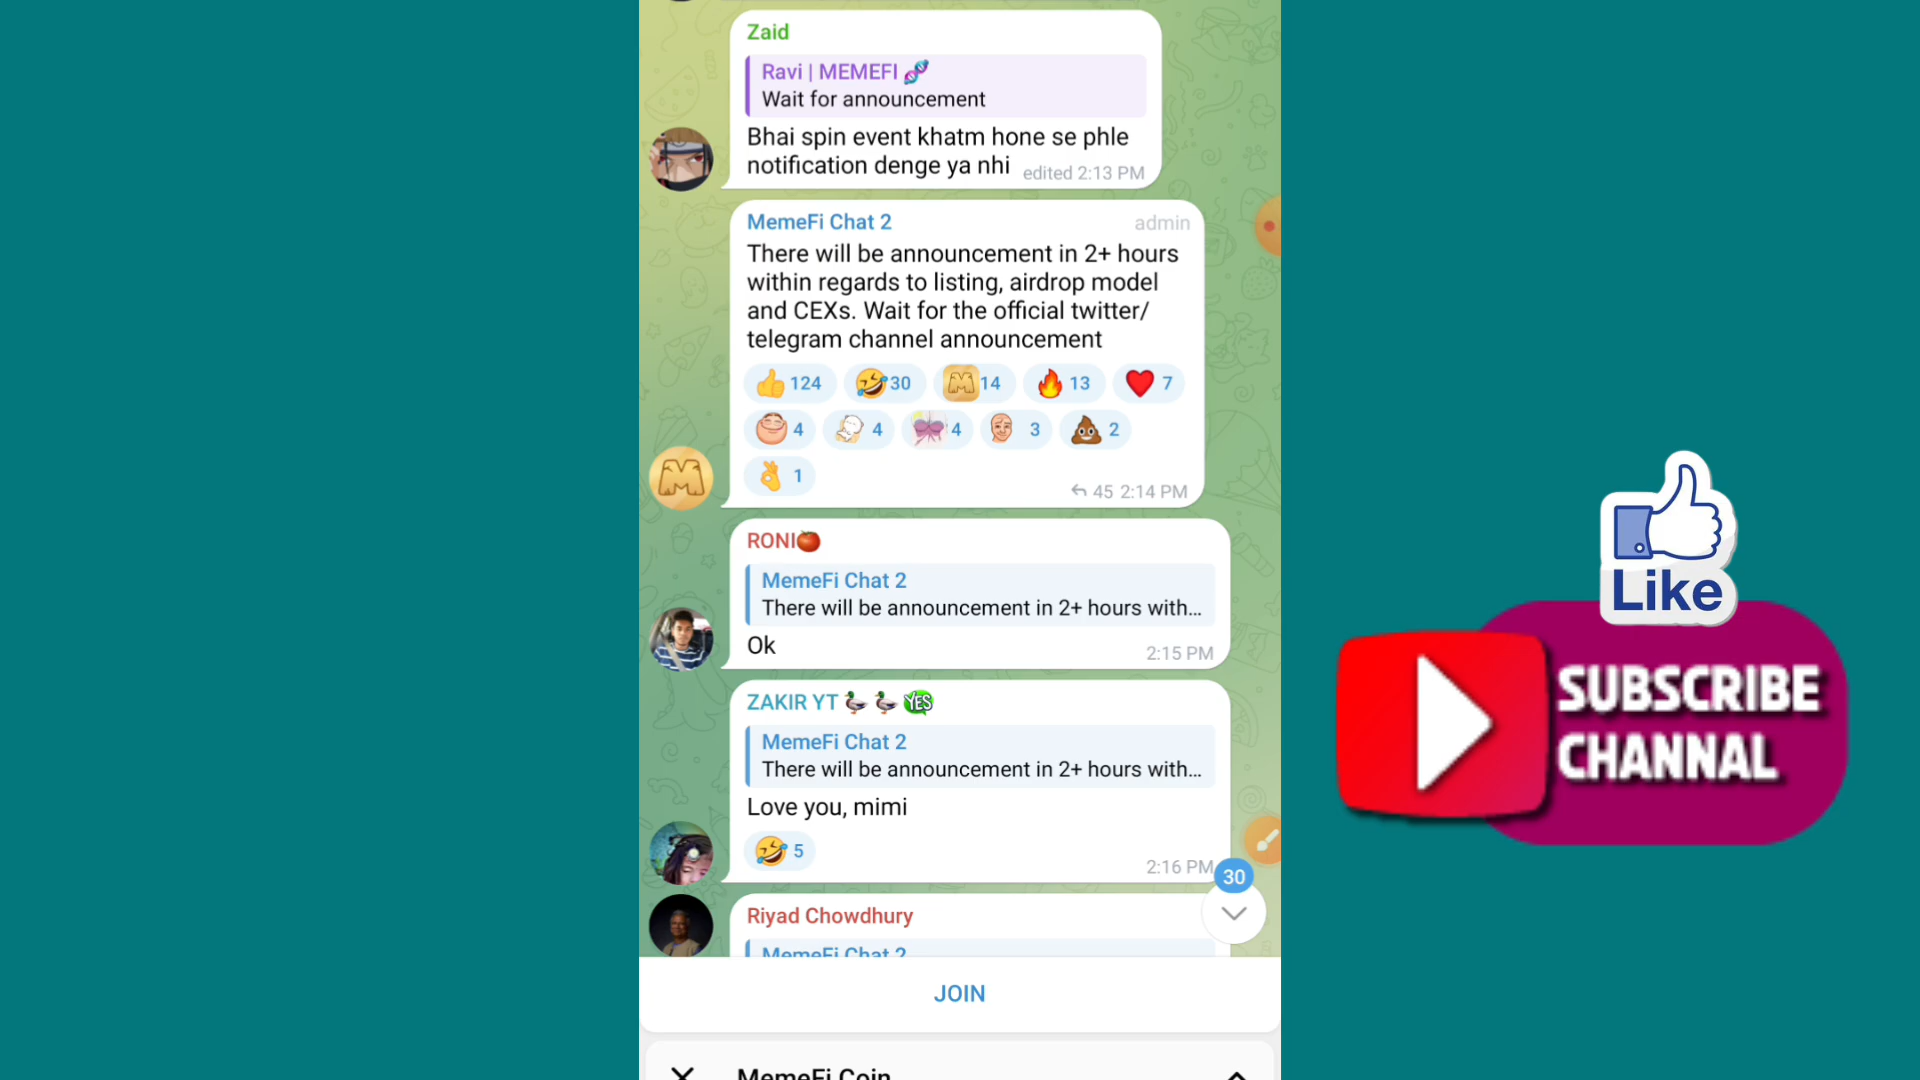 Zaid
Ravi | MEMEFI 🧬
Wait for announcement
Bhai spin event khatm hone se phle
notification denge ya nhi edited 2:13 PM
MemeFi Chat 2 admin
There will be announcement in 2+ hours
within regards to listing, airdrop model
and CEXs. Wait for the official twitter/
telegram channel announcement
👍 124 🤣 30 M 14 🔥 13 ❤️ 7
4 4 4 3 💩 2
👌 1
45 2:14 PM
RONI🍅
MemeFi Chat 2
There will be announcement in 2+ hours with...
Ok
2:15 PM
ZAKIR YT 🦆 🦆 YES
MemeFi Chat 2
There will be announcement in 2+ hours with...
Love you, mimi
🤣 5
2:16 PM
30
Riyad Chowdhury
MemeFi Chat 2
JOIN
MemeFi Coin
Like
SUBSCRIBE
CHANNAL